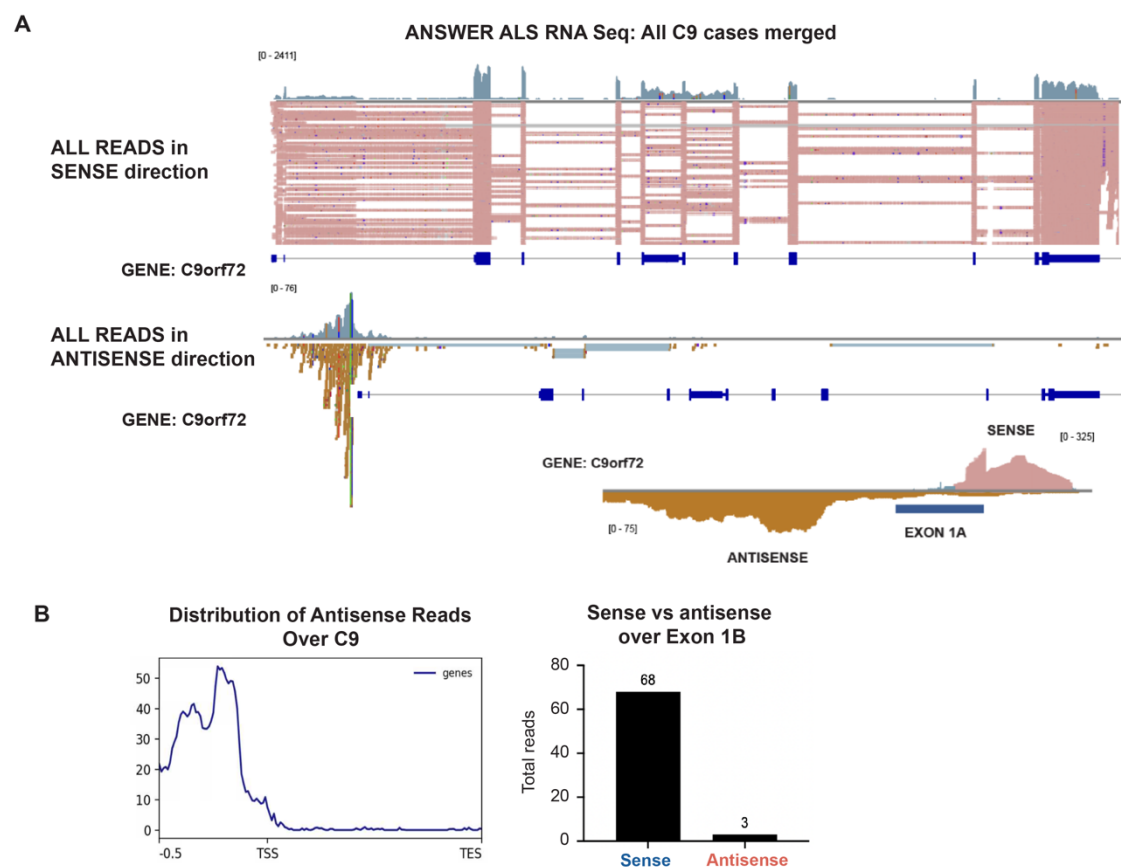 A
ANSWER ALS RNA Seq: All C9 cases merged
[0 - 2411]
ALL READS in
SENSE direction
GENE: C9orf72
[0 - 76]
ALL READS in
ANTISENSE direction
GENE: C9orf72
SENSE
[0 - 325]
GENE: C9orf72
[0 - 75]
EXON 1A
ANTISENSE
B
Distribution of Antisense Reads
Over C9
genes
50
40
30
20
10
0
-0.5
TSS
TES
Sense vs antisense
over Exon 1B
Total reads
80
60
40
20
0
68
3
Sense
Antisense